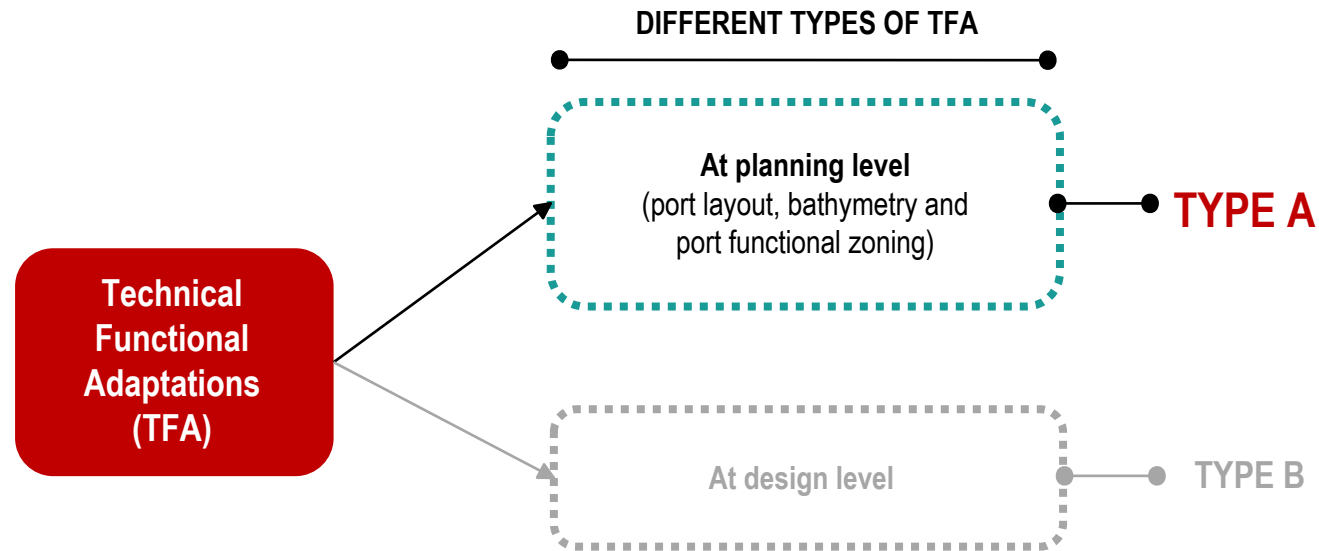 DIFFERENT TYPES OF TFA
At planning level
(port layout, bathymetry and
port functional zoning)
TYPE A
Technical
Functional
Adaptations
(TFA)
At design level
TYPE B